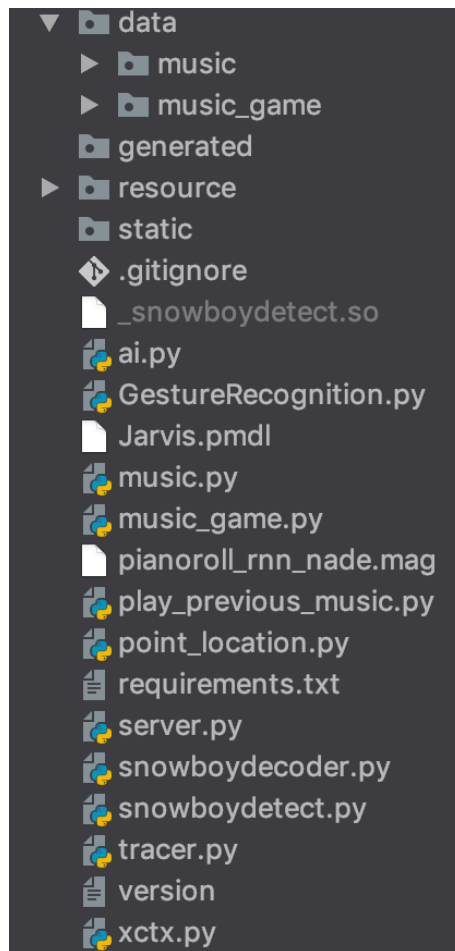 data
music
music_game
generated
resource
static
.gitignore
_snowboydetect.so
ai.py
GestureRecognition.py
Jarvis.pmdl
music.py
music_game.py
pianoroll_rnn_nade.mag
play_previous_music.py
point_location.py
requirements.txt
server.py
snowboydecoder.py
snowboydetect.py
tracer.py
version
xctx.py